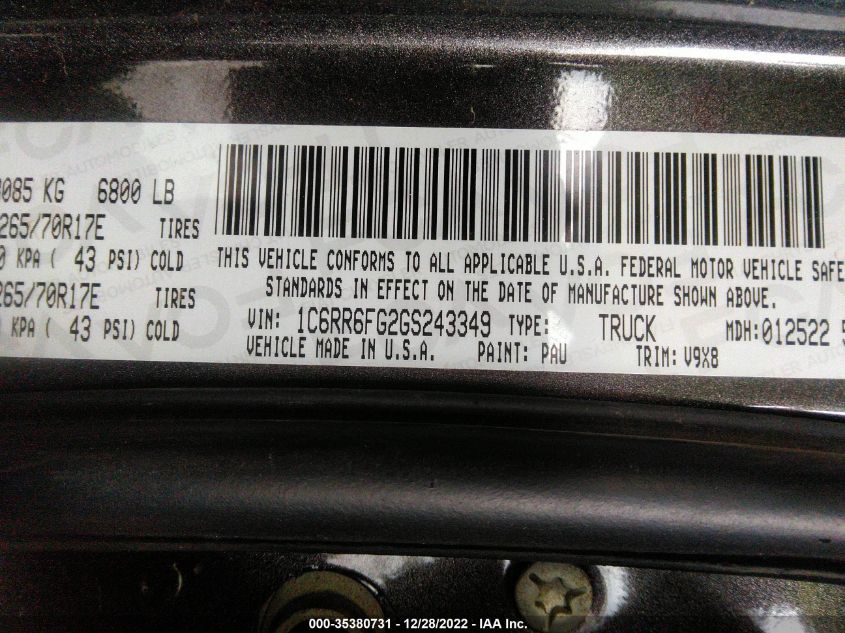 085 KG 6800 LB
265/70R17E TIRES
0 KPA ( 43 PSI) COLD
265/70R17E TIRES
KPA ( 43 PSI) COLD
THIS VEHICLE CONFORMS TO ALL APPLICABLE U.S.A. FEDERAL MOTOR VEHICLE SAFE
STANDARDS IN EFFECT ON THE DATE OF MANUFACTURE SHOWN ABOVE.
VIN: 1C6RR6FG2GS243349 TYPE: TRUCK MDH:012522 5
VEHICLE MADE IN U.S.A. PAINT: PAU TRIM: V9X8
000-35380731 - 12/28/2022 - IAA Inc.